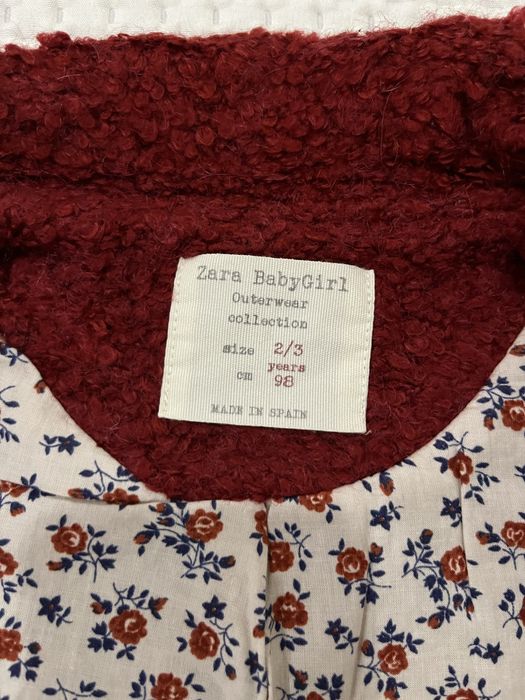 Zara BabyGirl
Outerwear
collection
size 2/3
years
cm 98
MADE IN SPAIN